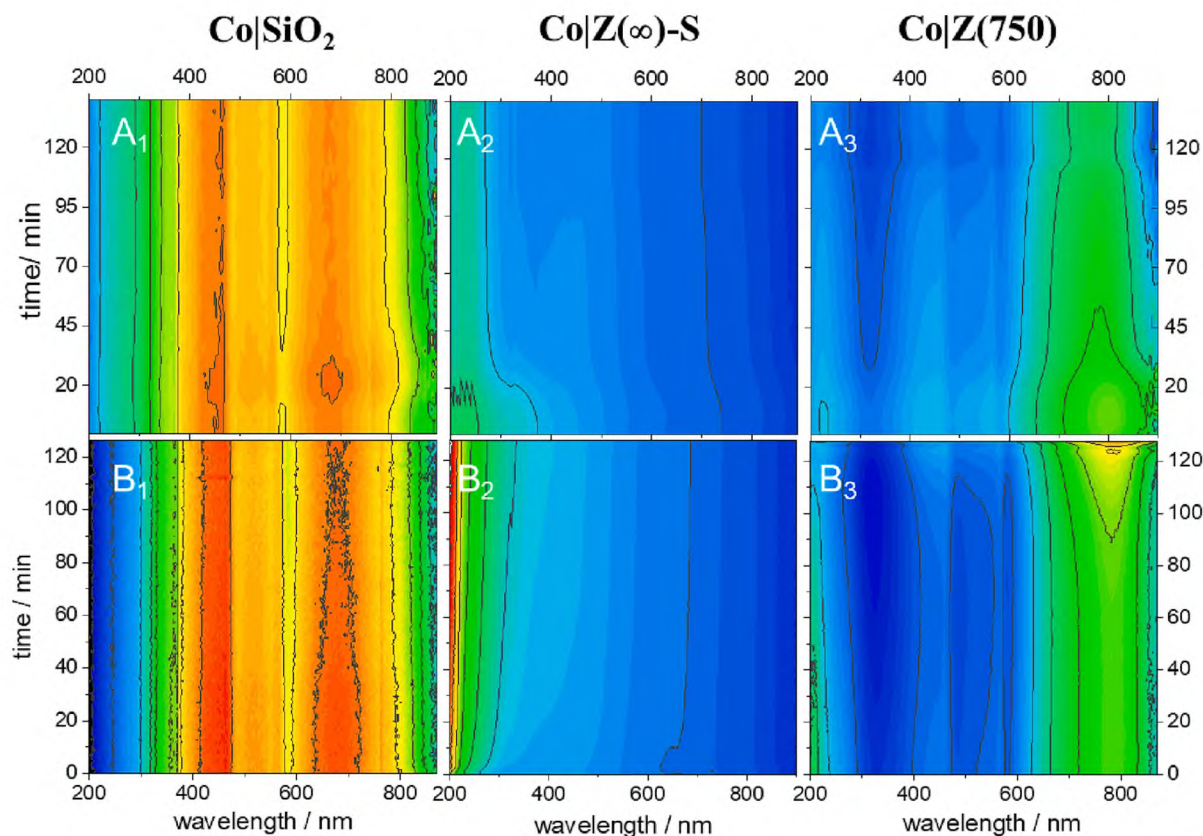 Co|SiO₂ Co|Z(∞)-S Co|Z(750)
200 400 600 800 200 400 600 800 200 400 600 800
A₁ A₂ A₃
120 120
95 95
70 70
45 45
20 20
time/ min
B₁ B₂ B₃
120 120
100 100
80 80
60 60
40 40
20 20
0 0
time / min
200 400 600 800 200 400 600 800 200 400 600 800
wavelength / nm wavelength / nm wavelength / nm